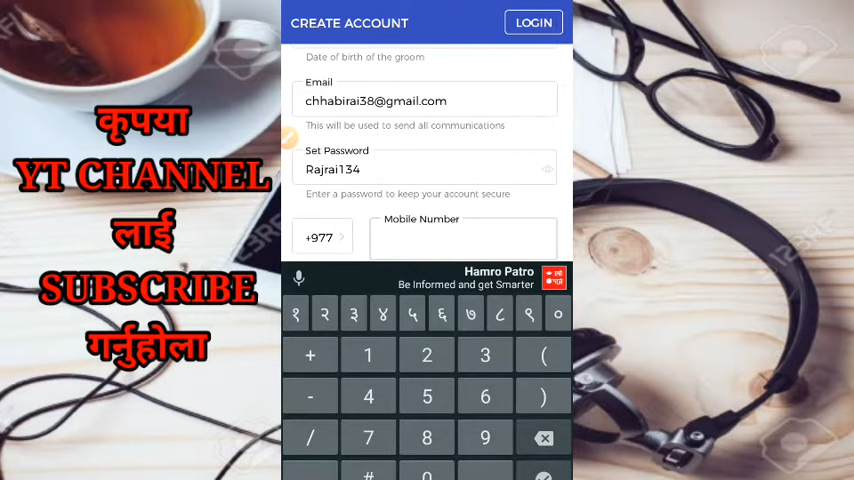 CREATE ACCOUNT
LOGIN
Date of birth of the groom
Email
chhabirai38@gmail.com
This will be used to send all communications
Set Password
Rajrai134
Enter a password to keep your account secure
Mobile Number
+977
Hamro Patro
Be Informed and get Smarter
१ २ ३ ४ ५ ६ ७ ८ ९ ०
+ 1 2 3 (
- 4 5 6 )
/ 7 8 9
# 0
कृपया
YT CHANNEL
लाई
SUBSCRIBE
गर्नुहोला
123RF